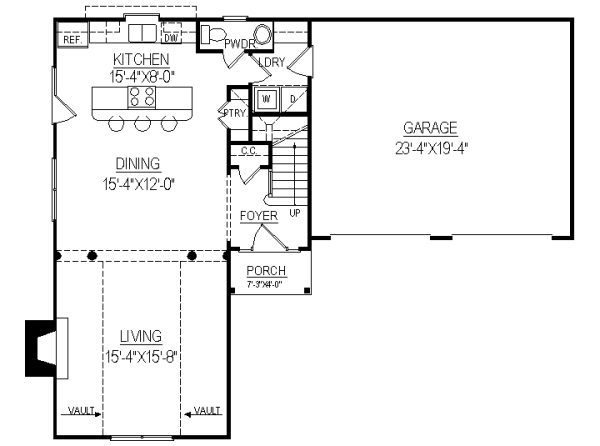 REF.
DW
PWDR
KITCHEN
15'-4"X8'-0"
LDRY
W
D
PTRY.
GARAGE
23'-4"X19'-4"
C.C.
DINING
15'-4"X12'-0"
UP
FOYER
PORCH
7'-3"X4'-0"
LIVING
15'-4"X15'-8"
VAULT
VAULT